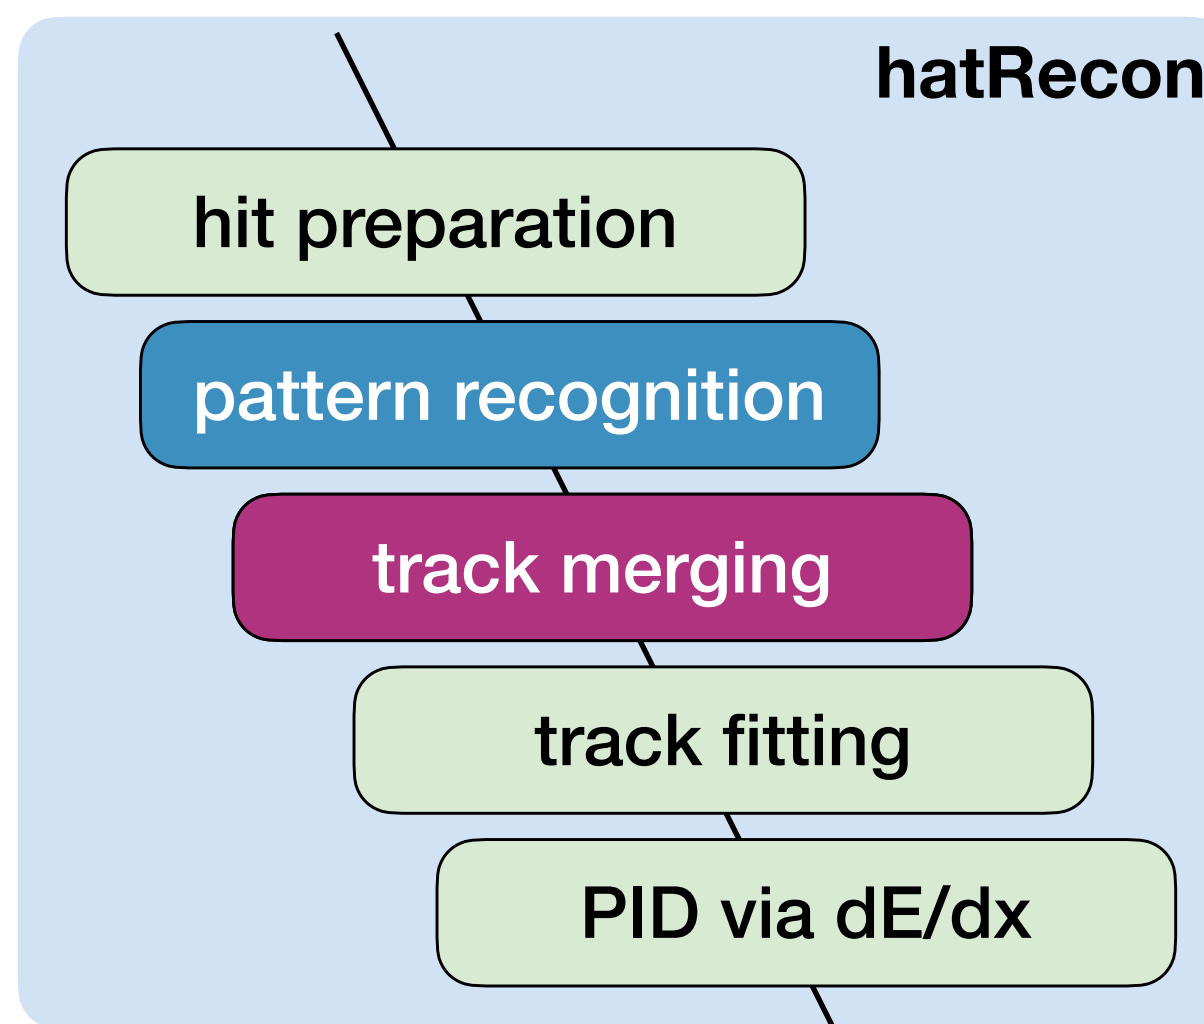 hatRecon
hit preparation
pattern recognition
track merging
track fitting
PID via dE/dx